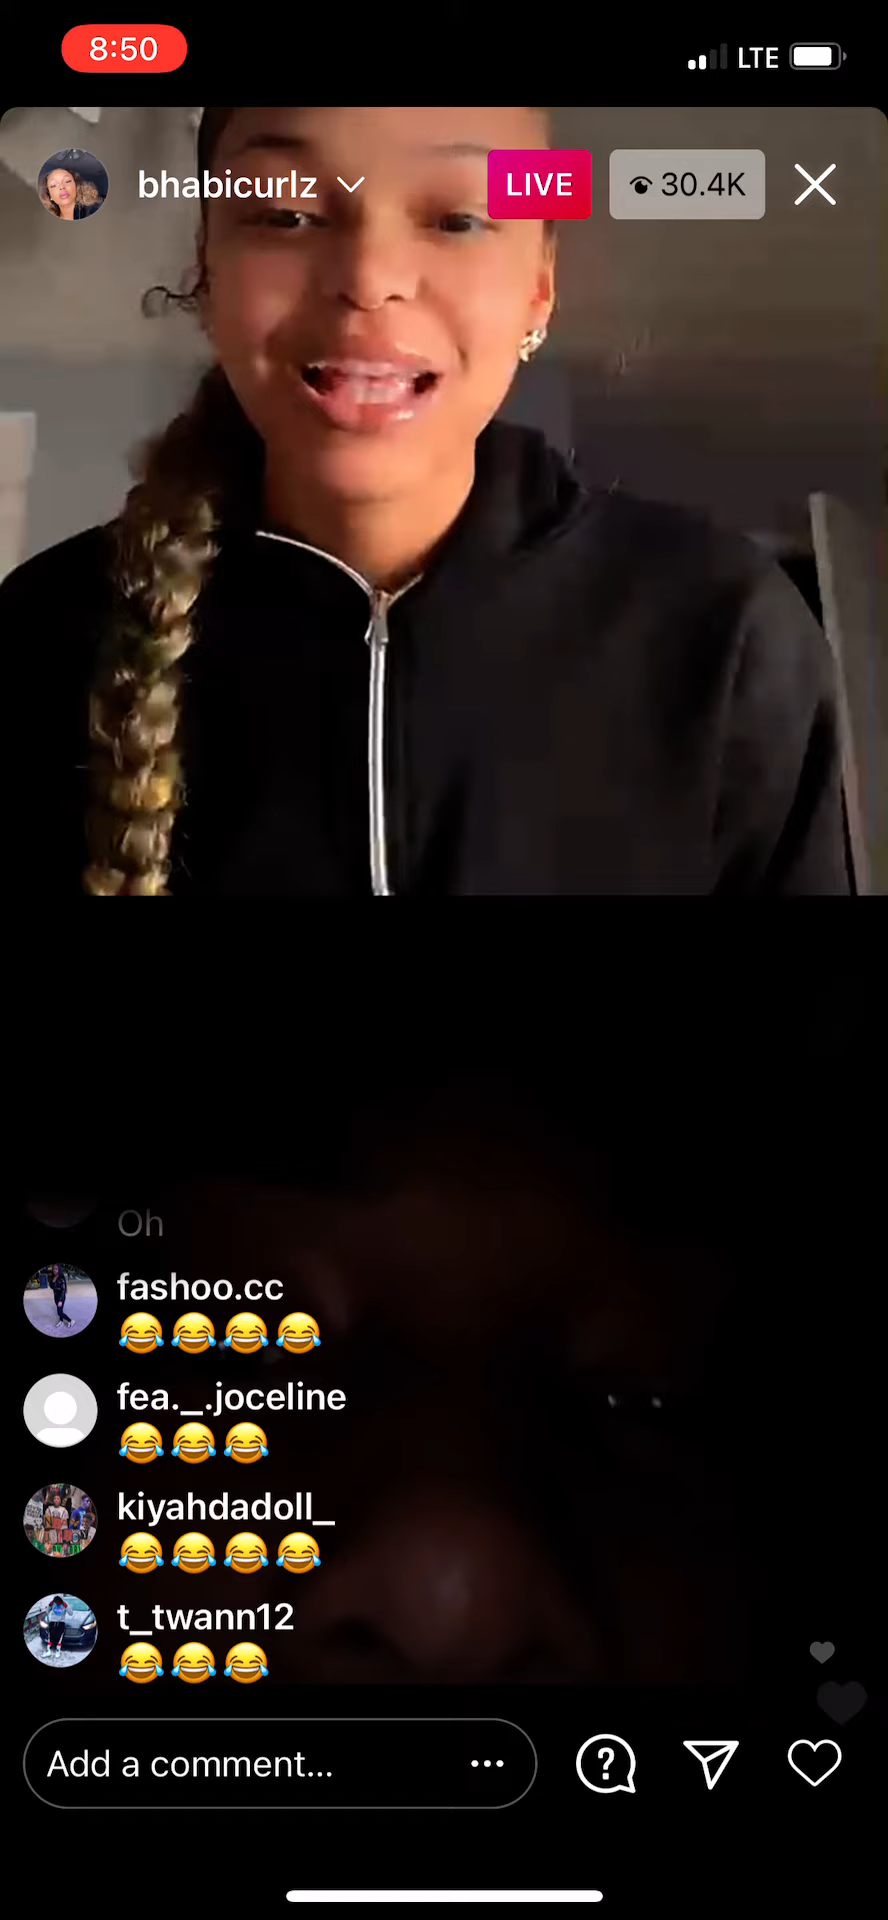 8:50
LTE
bhabicurlz
LIVE
30.4K
Oh
fashoo.cc
😂😂😂😂
fea._.joceline
😂😂😂
kiyahdadoll_
😂😂😂😂
t_twann12
😂😂😂
Add a comment...